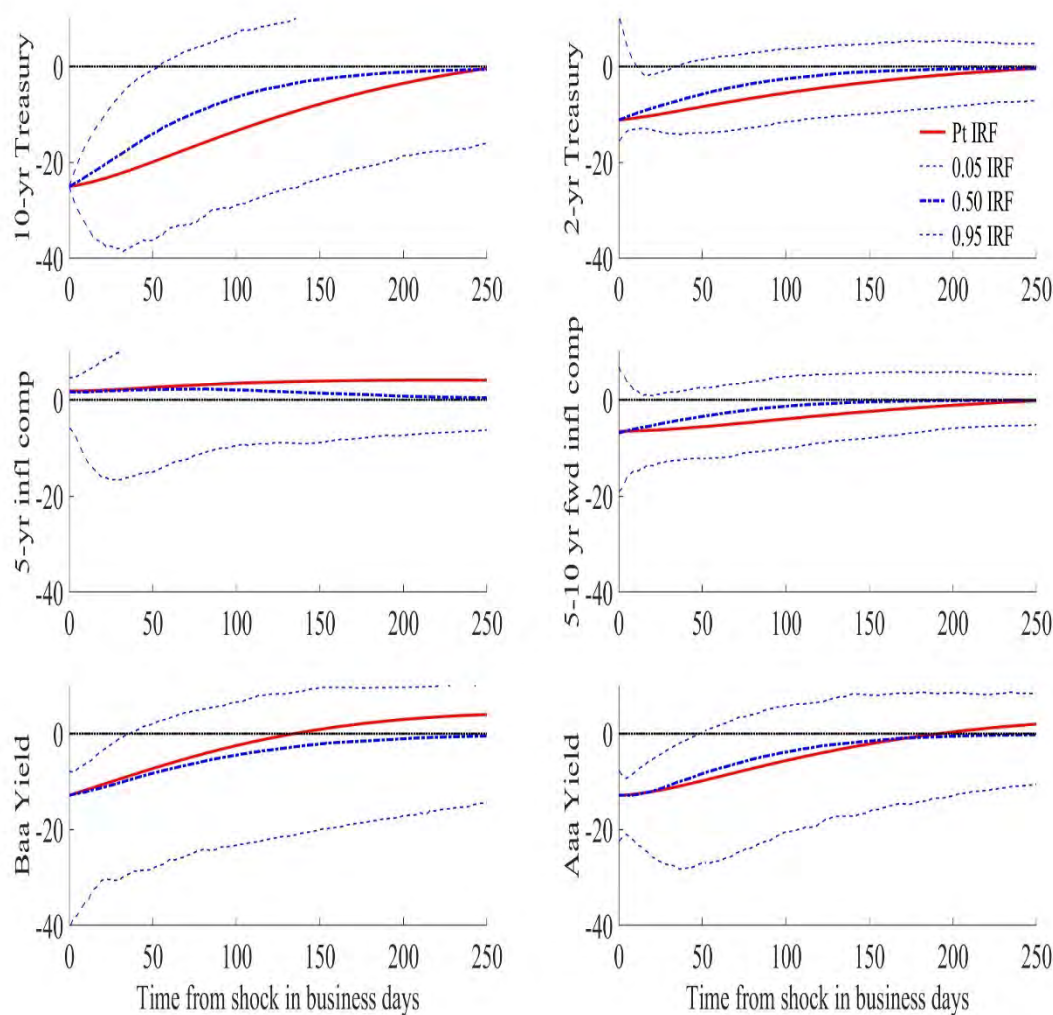 10-yr Treasury
0
-20
-40
0 50 100 150 200 250
2-yr Treasury
0
-20
-40
0 50 100 150 200 250
Pt IRF
0.05 IRF
0.50 IRF
0.95 IRF
5-yr infl comp
0
-20
-40
0 50 100 150 200 250
5-10 yr fwd infl comp
0
-20
-40
0 50 100 150 200 250
Baa Yield
0
-20
-40
0 50 100 150 200 250
Time from shock in business days
Aaa Yield
0
-20
-40
0 50 100 150 200 250
Time from shock in business days